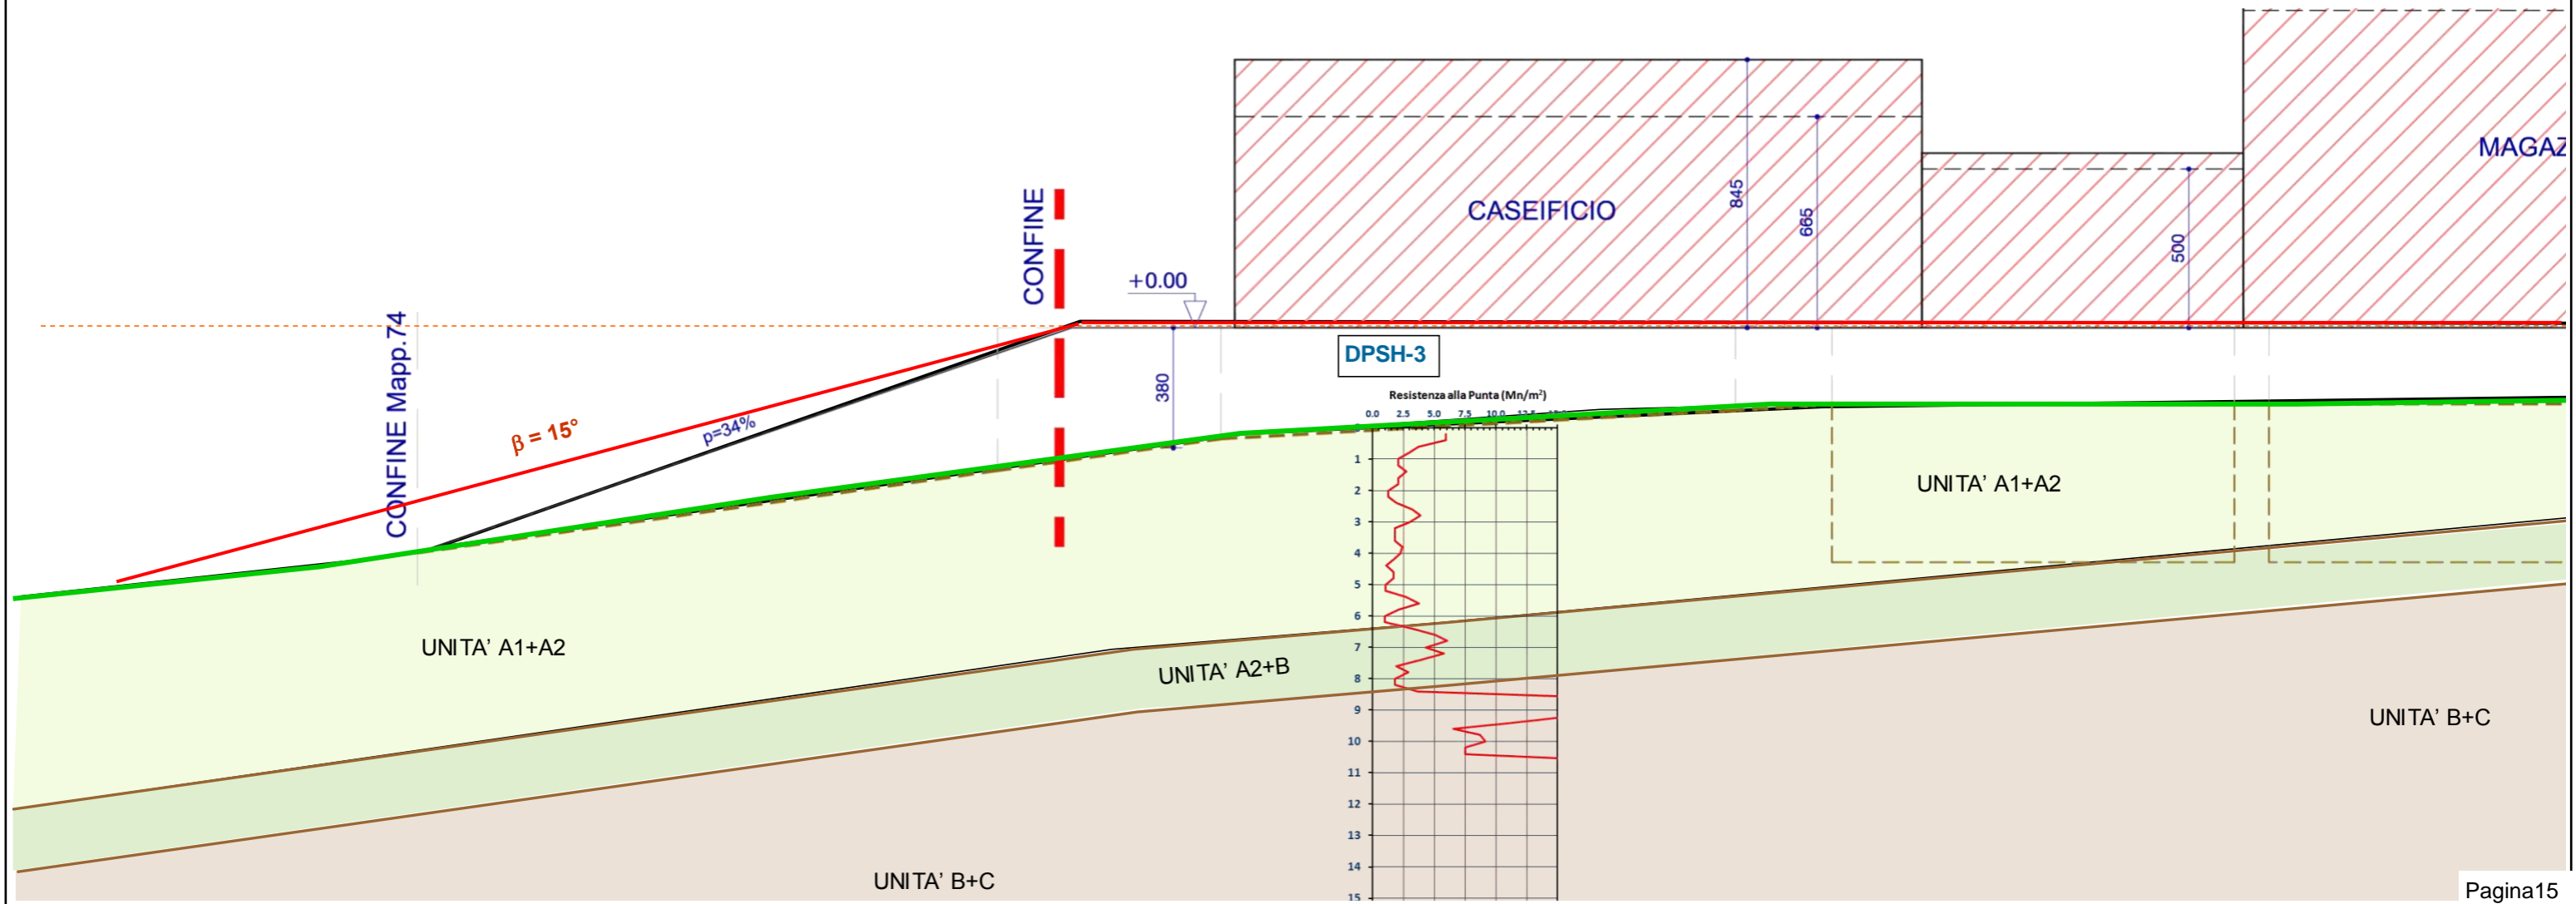 MAGAZ
CASEIFICIO
845
665
500
CONFINE
+0.00
CONFINE Mapp.74
DPSH-3
380
β = 15°
p=34%
Resistenza alla Punta (Mn/m²)
0.0 2.5 5.0 7.5 10.0
1
2
3
4
5
6
7
8
9
10
11
12
13
14
15
UNITA' A1+A2
UNITA' A1+A2
UNITA' A2+B
UNITA' B+C
UNITA' B+C
Pagina15